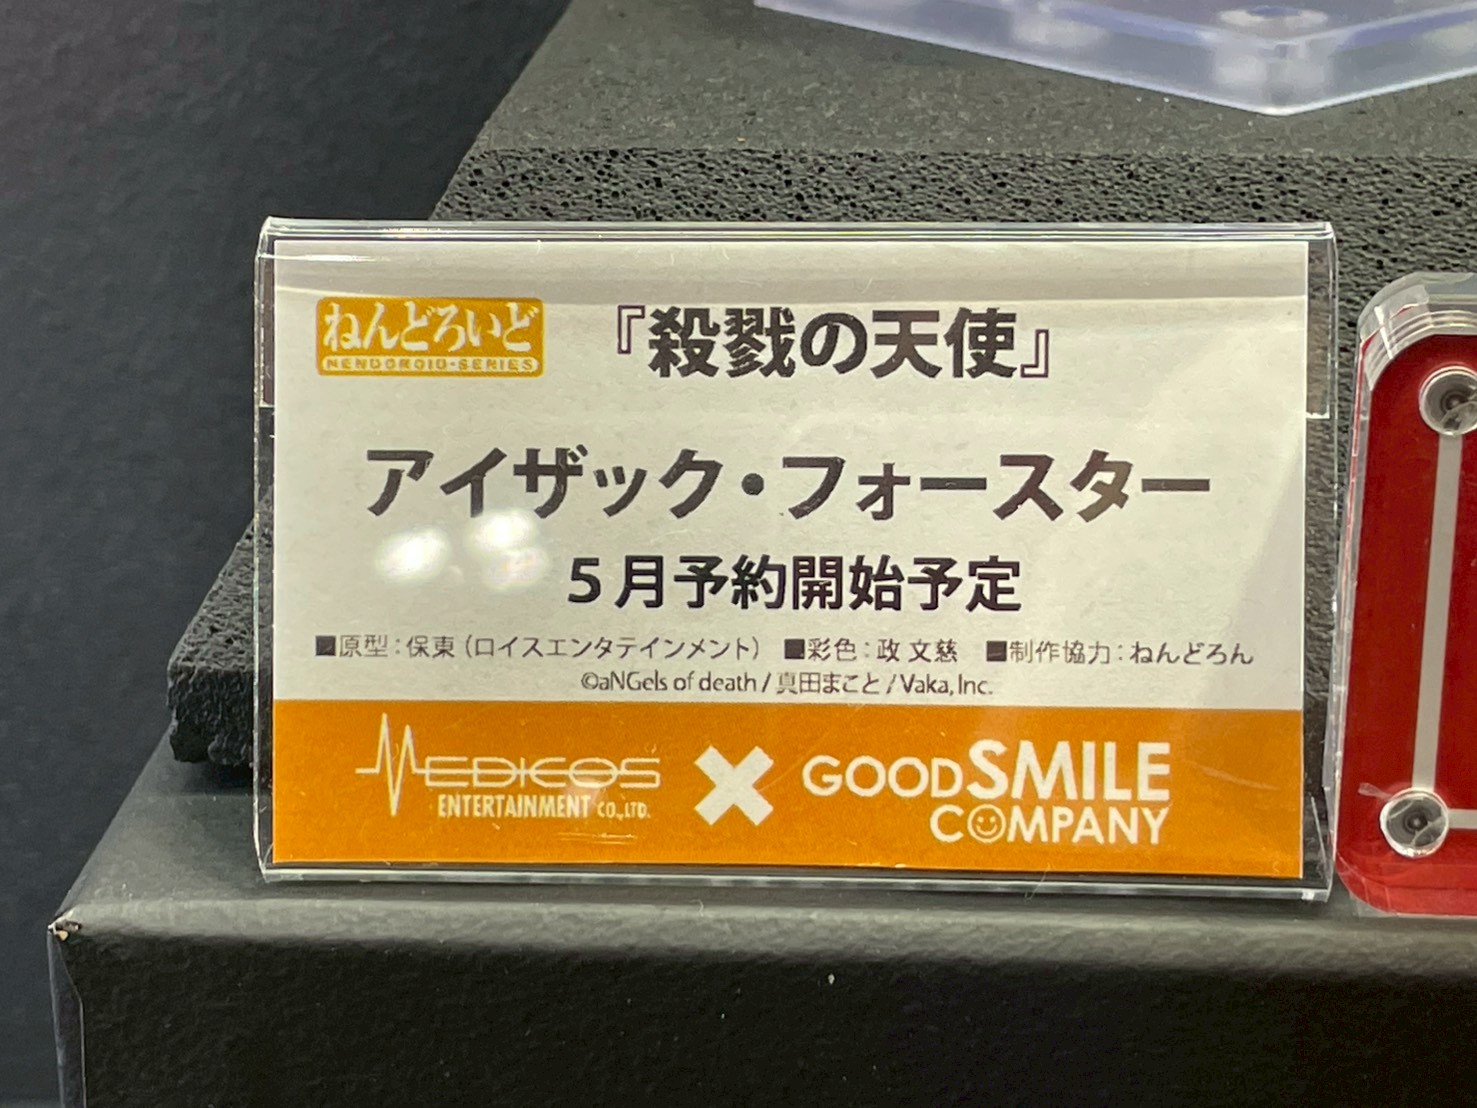 ねんどろいど
NENDOROID-SERIES
『殺戮の天使』
アイザック・フォースター
5月予約開始予定
■原型：保東（ロイスエンタテインメント） ■彩色：政 文慈 ■制作協力：ねんどろん
©aNGels of death / 真田まこと / Vaka, Inc.
MEDICOS
ENTERTAINMENT CO.,LTD.
×
GOOD SMILE
COMPANY